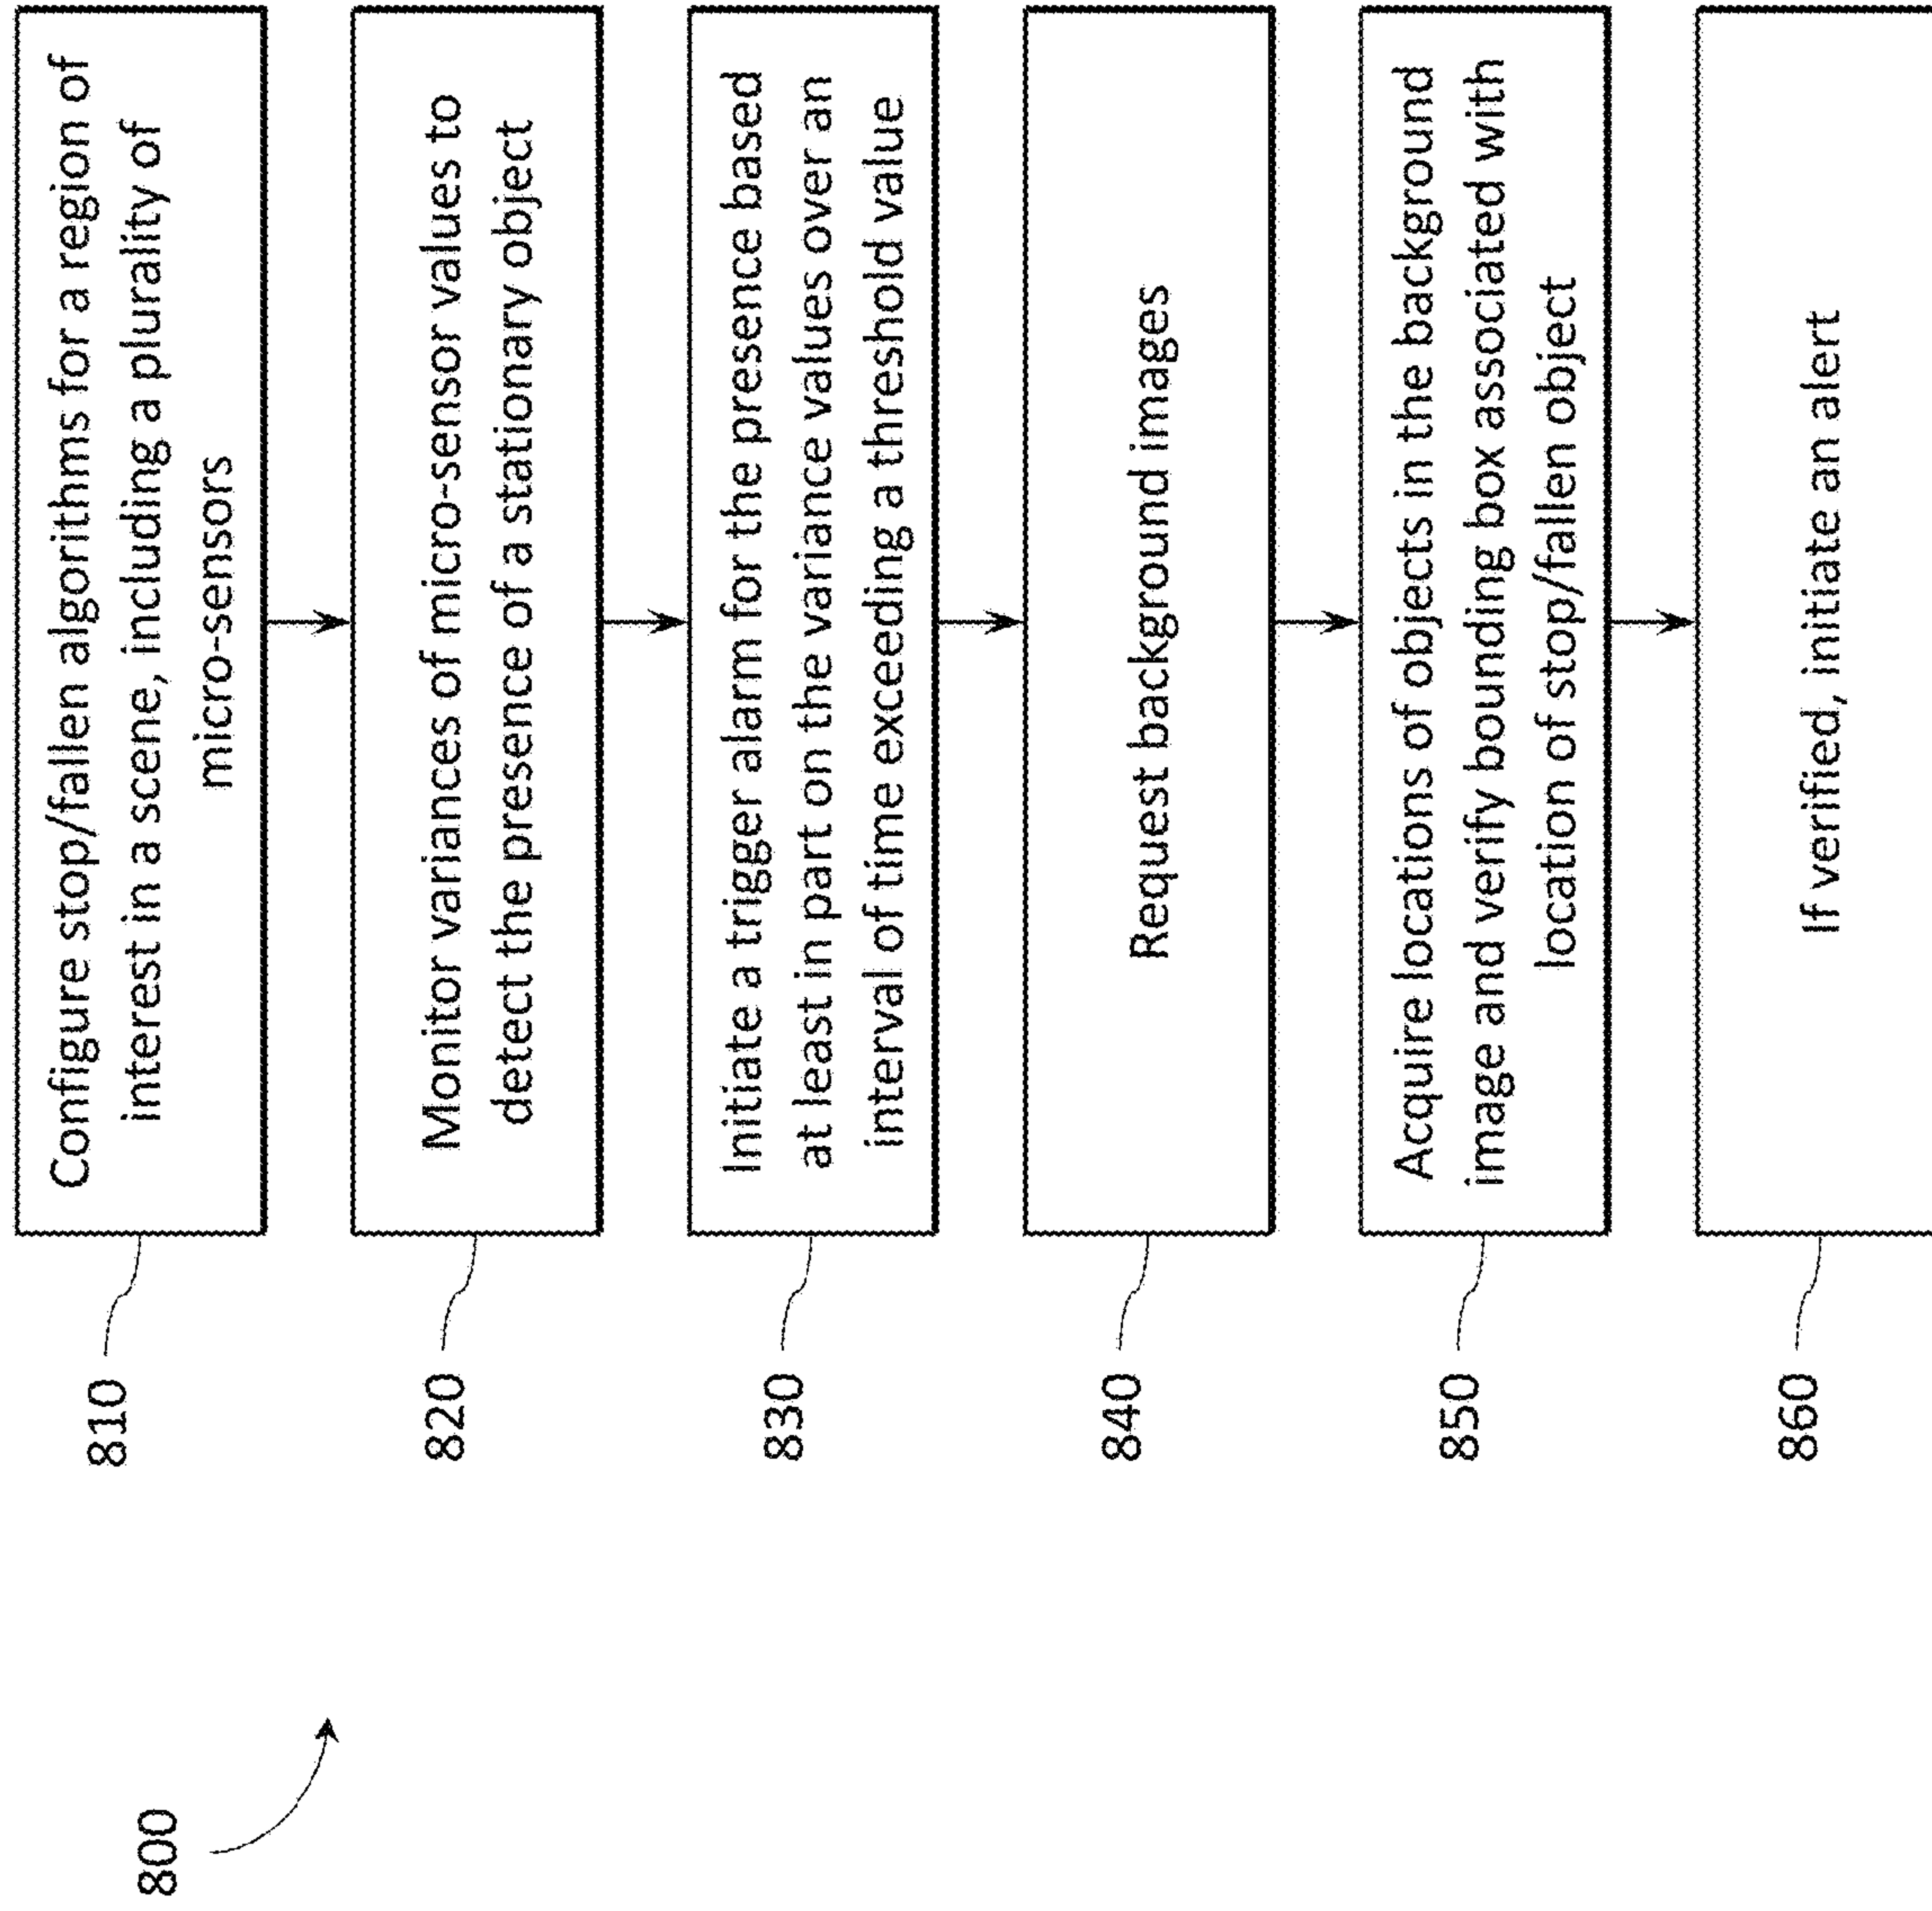 800
810
Configure stop/fallen algorithms for a region of
interest in a scene, including a plurality of
micro-sensors
820
Monitor variances of micro-sensor values to
detect the presence of a stationary object
830
Initiate a trigger alarm for the presence based
at least in part on the variance values over an
interval of time exceeding a threshold value
840
Request background images
850
Acquire locations of objects in the background
image and verify bounding box associated with
location of stop/fallen object
860
If verified, initiate an alert